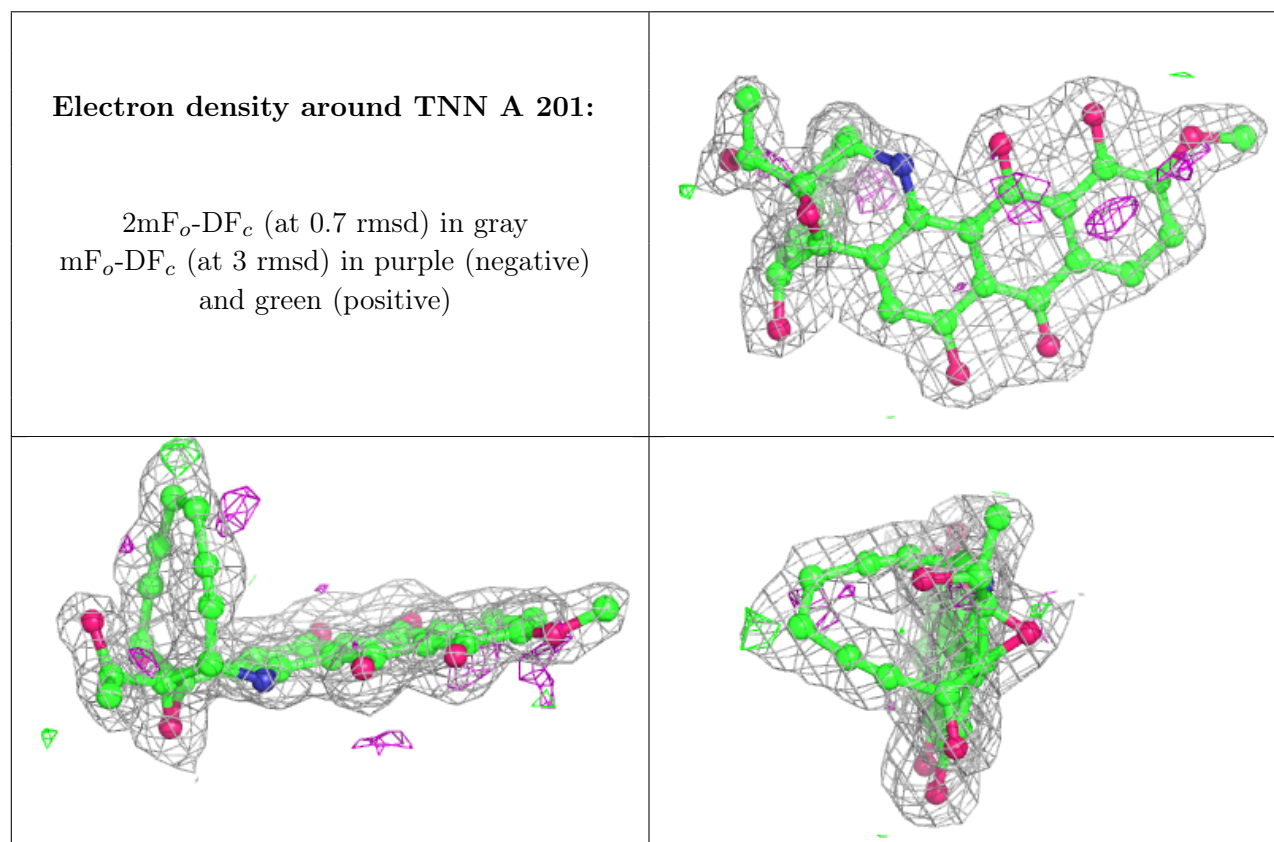 Electron density around TNN A 201:
2mFo-DFc (at 0.7 rmsd) in gray
mFo-DFc (at 3 rmsd) in purple (negative)
and green (positive)